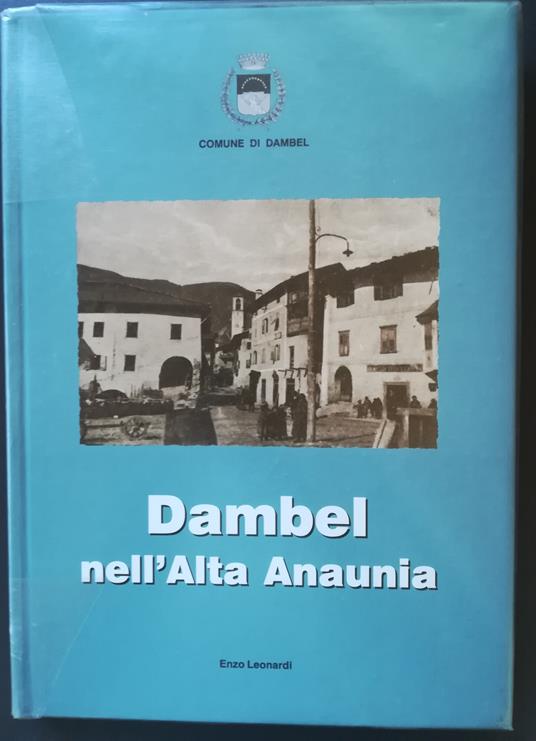 COMUNE DI DAMBEL
Dambel
nell'Alta Anaunia
Enzo Leonardi